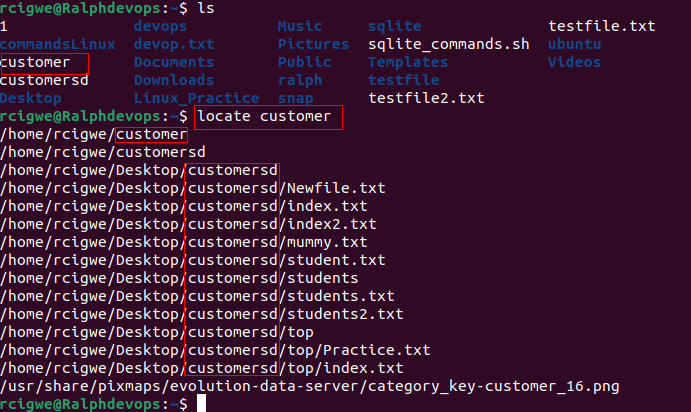 rcigwe@Ralphdevops:~$ ls
1 devops Music sqlite testfile.txt
commandsLinux devop.txt Pictures sqlite_commands.sh ubuntu
customer Documents Public Templates Videos
customersd Downloads ralph testfile
Desktop Linux_Practice snap testfile2.txt
rcigwe@Ralphdevops:~$ locate customer
/home/rcigwe/customer
/home/rcigwe/customersd
/home/rcigwe/Desktop/customersd
/home/rcigwe/Desktop/customersd/Newfile.txt
/home/rcigwe/Desktop/customersd/index.txt
/home/rcigwe/Desktop/customersd/index2.txt
/home/rcigwe/Desktop/customersd/mummy.txt
/home/rcigwe/Desktop/customersd/student.txt
/home/rcigwe/Desktop/customersd/students
/home/rcigwe/Desktop/customersd/students.txt
/home/rcigwe/Desktop/customersd/students2.txt
/home/rcigwe/Desktop/customersd/top
/home/rcigwe/Desktop/customersd/top/Practice.txt
/home/rcigwe/Desktop/customersd/top/index.txt
/usr/share/pixmaps/evolution-data-server/category_key-customer_16.png
rcigwe@Ralphdevops:~$